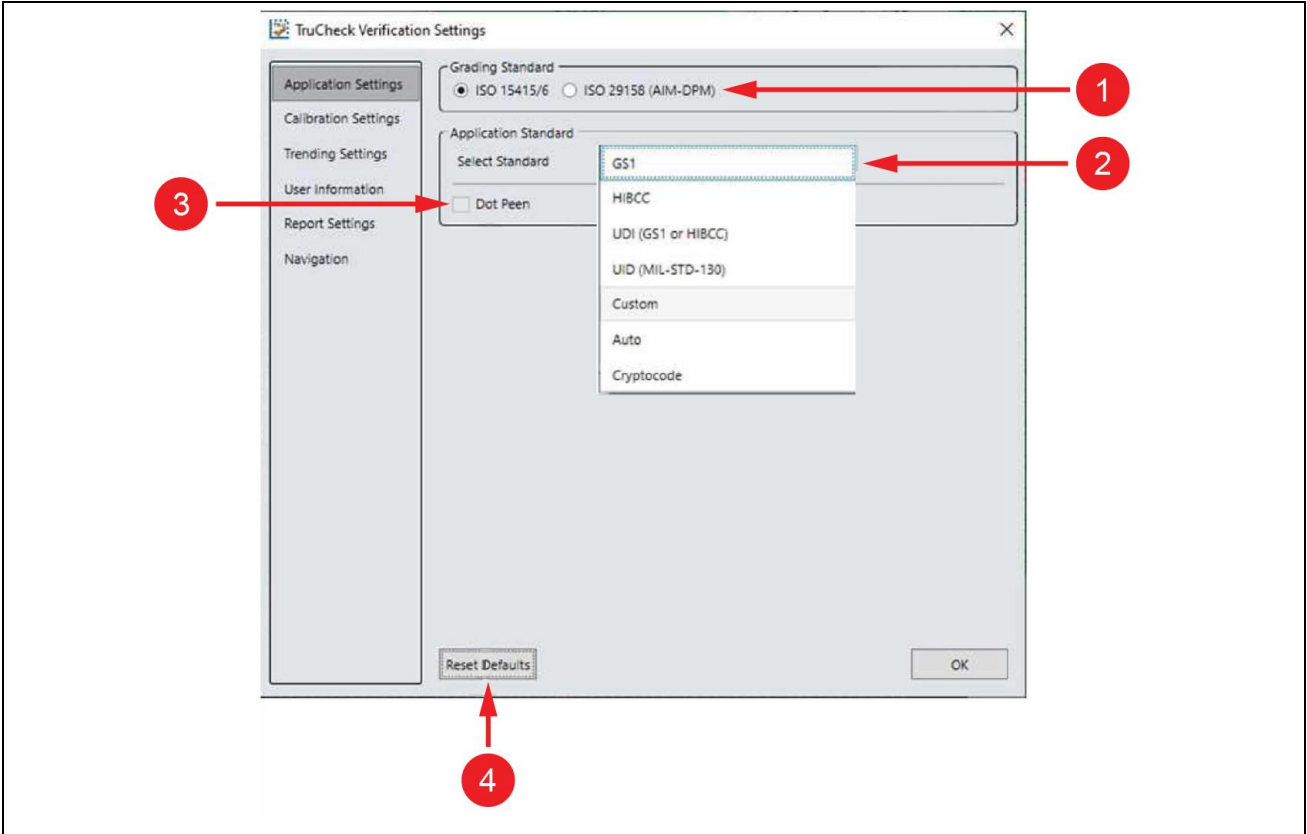 TruCheck Verification Settings
Application Settings
Calibration Settings
Trending Settings
User Information
Report Settings
Navigation
Grading Standard
ISO 15415/6 ISO 29158 (AIM-DPM)
1
Application Standard
Select Standard
GS1
2
HIBCC
UDI (GS1 or HIBCC)
UID (MIL-STD-130)
Custom
Auto
Cryptocode
3
Dot Peen
Reset Defaults
OK
4